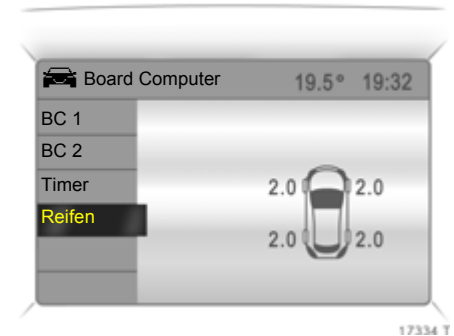 Board Computer 19.5° 19:32
BC 1
BC 2
Timer
2.0 2.0
Reifen
2.0 2.0
17334 T